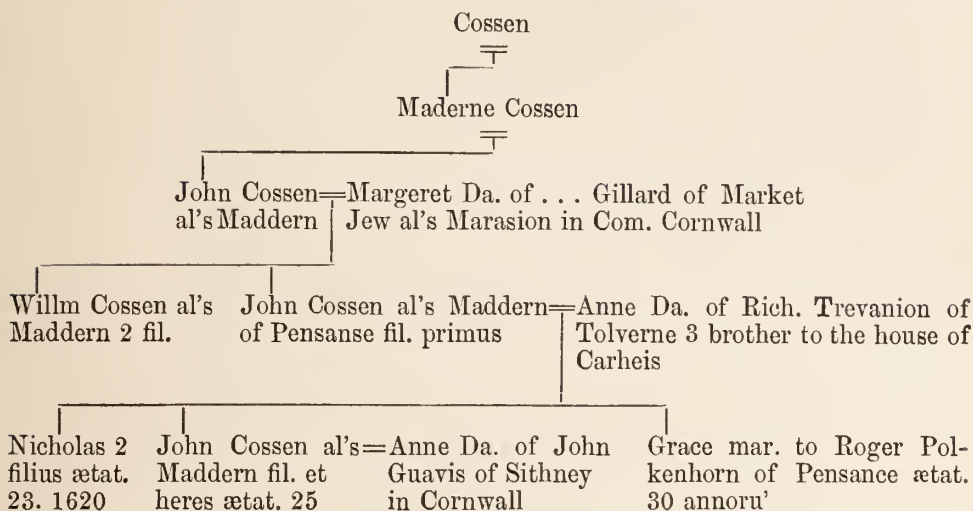 Cossen
Maderne Cossen
John Cossen=Margeret Da. of . . . Gillard of Market
al's Maddern Jew al's Marasion in Com. Cornwall
Willm Cossen al's
Maddern 2 fil.
John Cossen al's Maddern=Anne Da. of Rich. Trevanion of
of Pensanse fil. primus Tolverne 3 brother to the house of
Carheis
Nicholas 2
filius ætat.
23. 1620
John Cossen al's=Anne Da. of John
Maddern fil. et Guavis of Sithney
heres ætat. 25 in Cornwall
Grace mar. to Roger Pol-
kenhorn of Pensance ætat.
30 annoru'